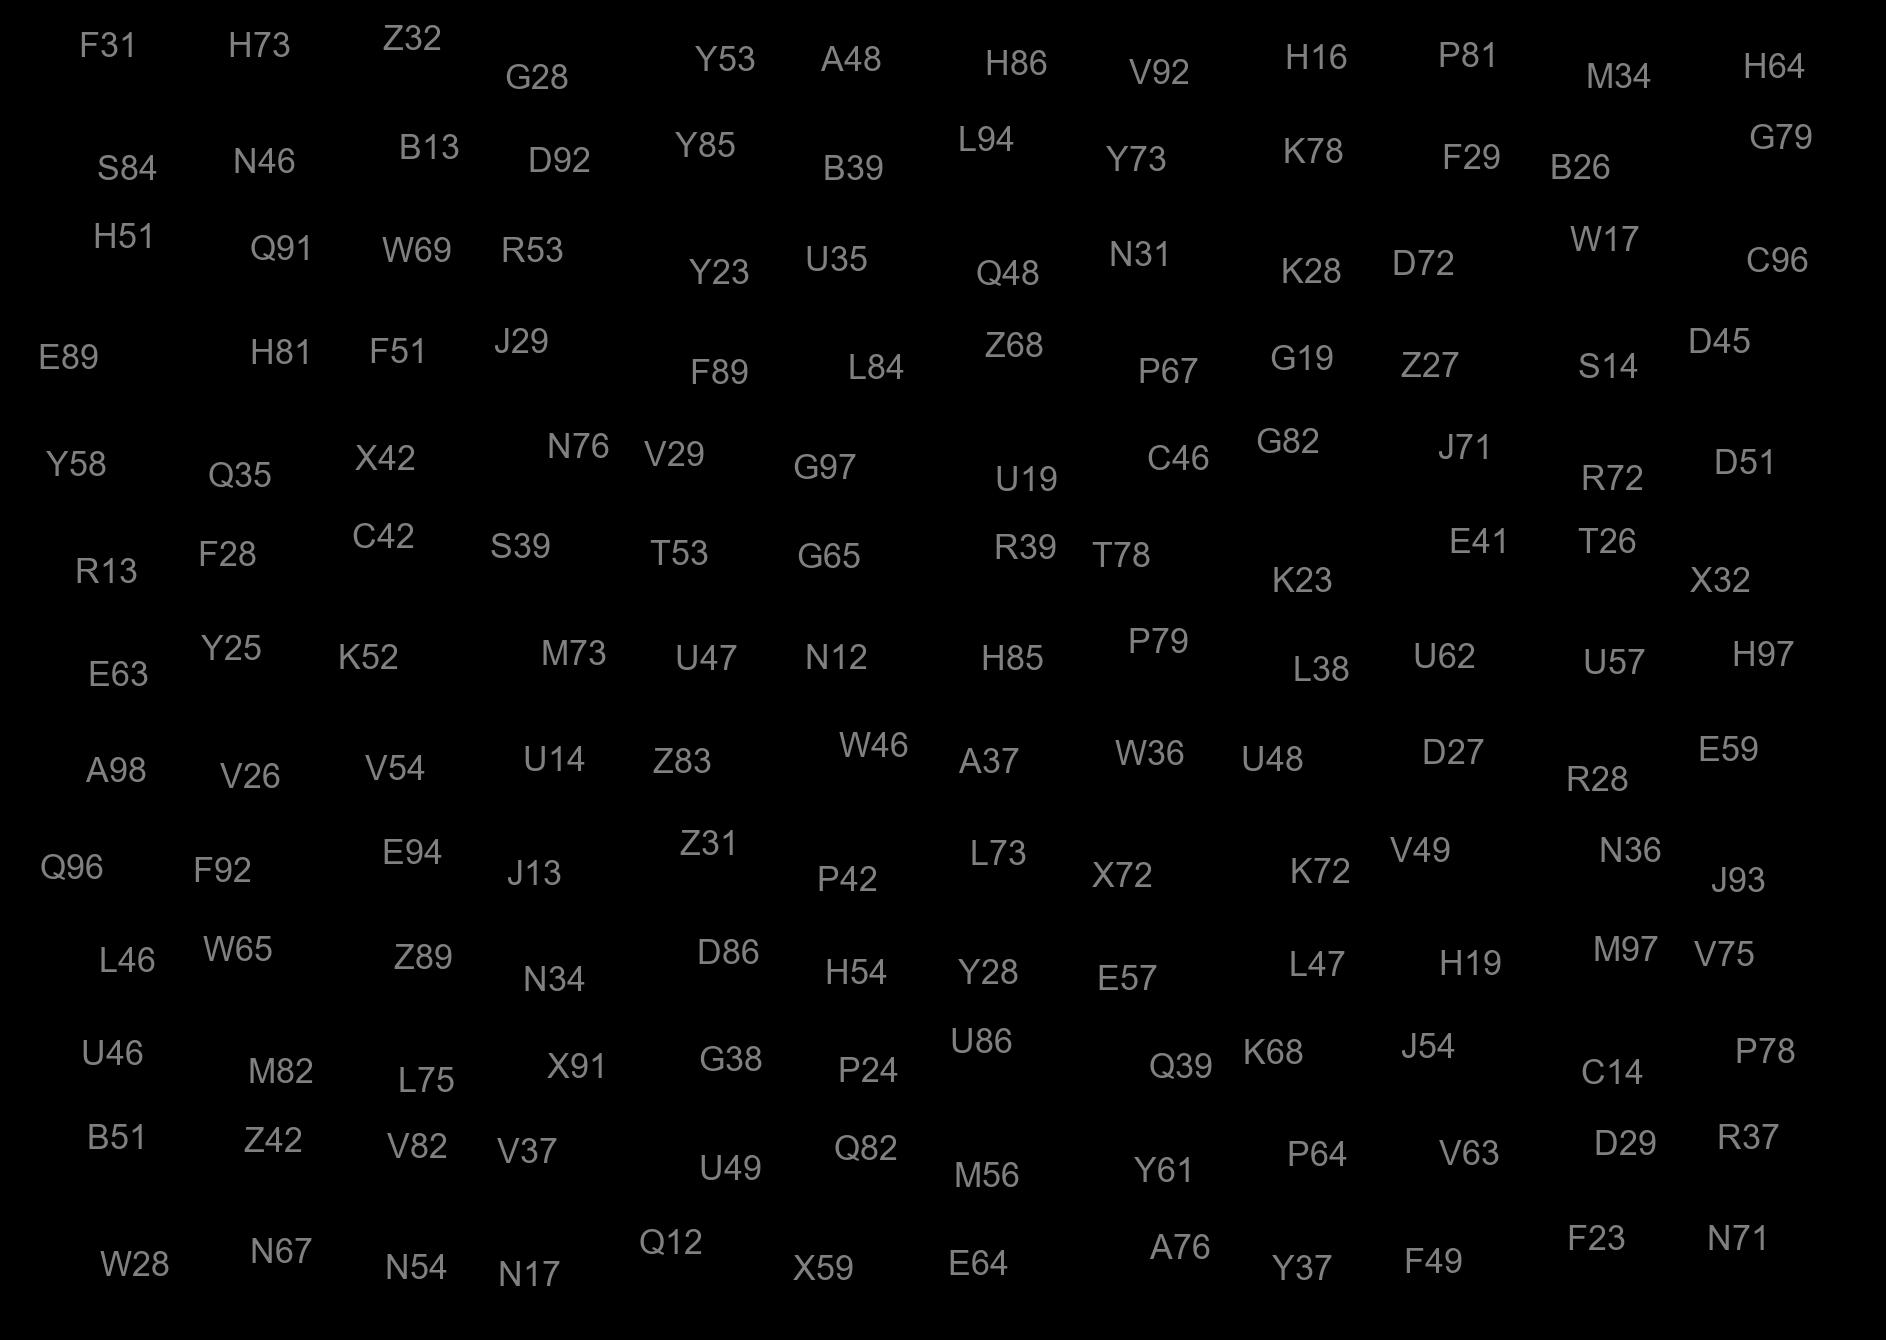 F31 H73 Z32 G28 Y53 A48 H86 V92 H16 P81 M34 H64
S84 N46 B13 D92 Y85 B39 L94 Y73 K78 F29 B26 G79
H51 Q91 W69 R53 Y23 U35 Q48 N31 K28 D72 W17 C96
E89 H81 F51 J29 F89 L84 Z68 P67 G19 Z27 S14 D45
Y58 Q35 X42 N76 V29 G97 U19 C46 G82 J71 R72 D51
R13 F28 C42 S39 T53 G65 R39 T78 K23 E41 T26 X32
E63 Y25 K52 M73 U47 N12 H85 P79 L38 U62 U57 H97
A98 V26 V54 U14 Z83 W46 A37 W36 U48 D27 R28 E59
Q96 F92 E94 J13 Z31 P42 L73 X72 K72 V49 N36 J93
L46 W65 Z89 N34 D86 H54 Y28 E57 L47 H19 M97 V75
U46 M82 L75 X91 G38 P24 U86 Q39 K68 J54 C14 P78
B51 Z42 V82 V37 U49 Q82 M56 Y61 P64 V63 D29 R37
W28 N67 N54 N17 Q12 X59 E64 A76 Y37 F49 F23 N71